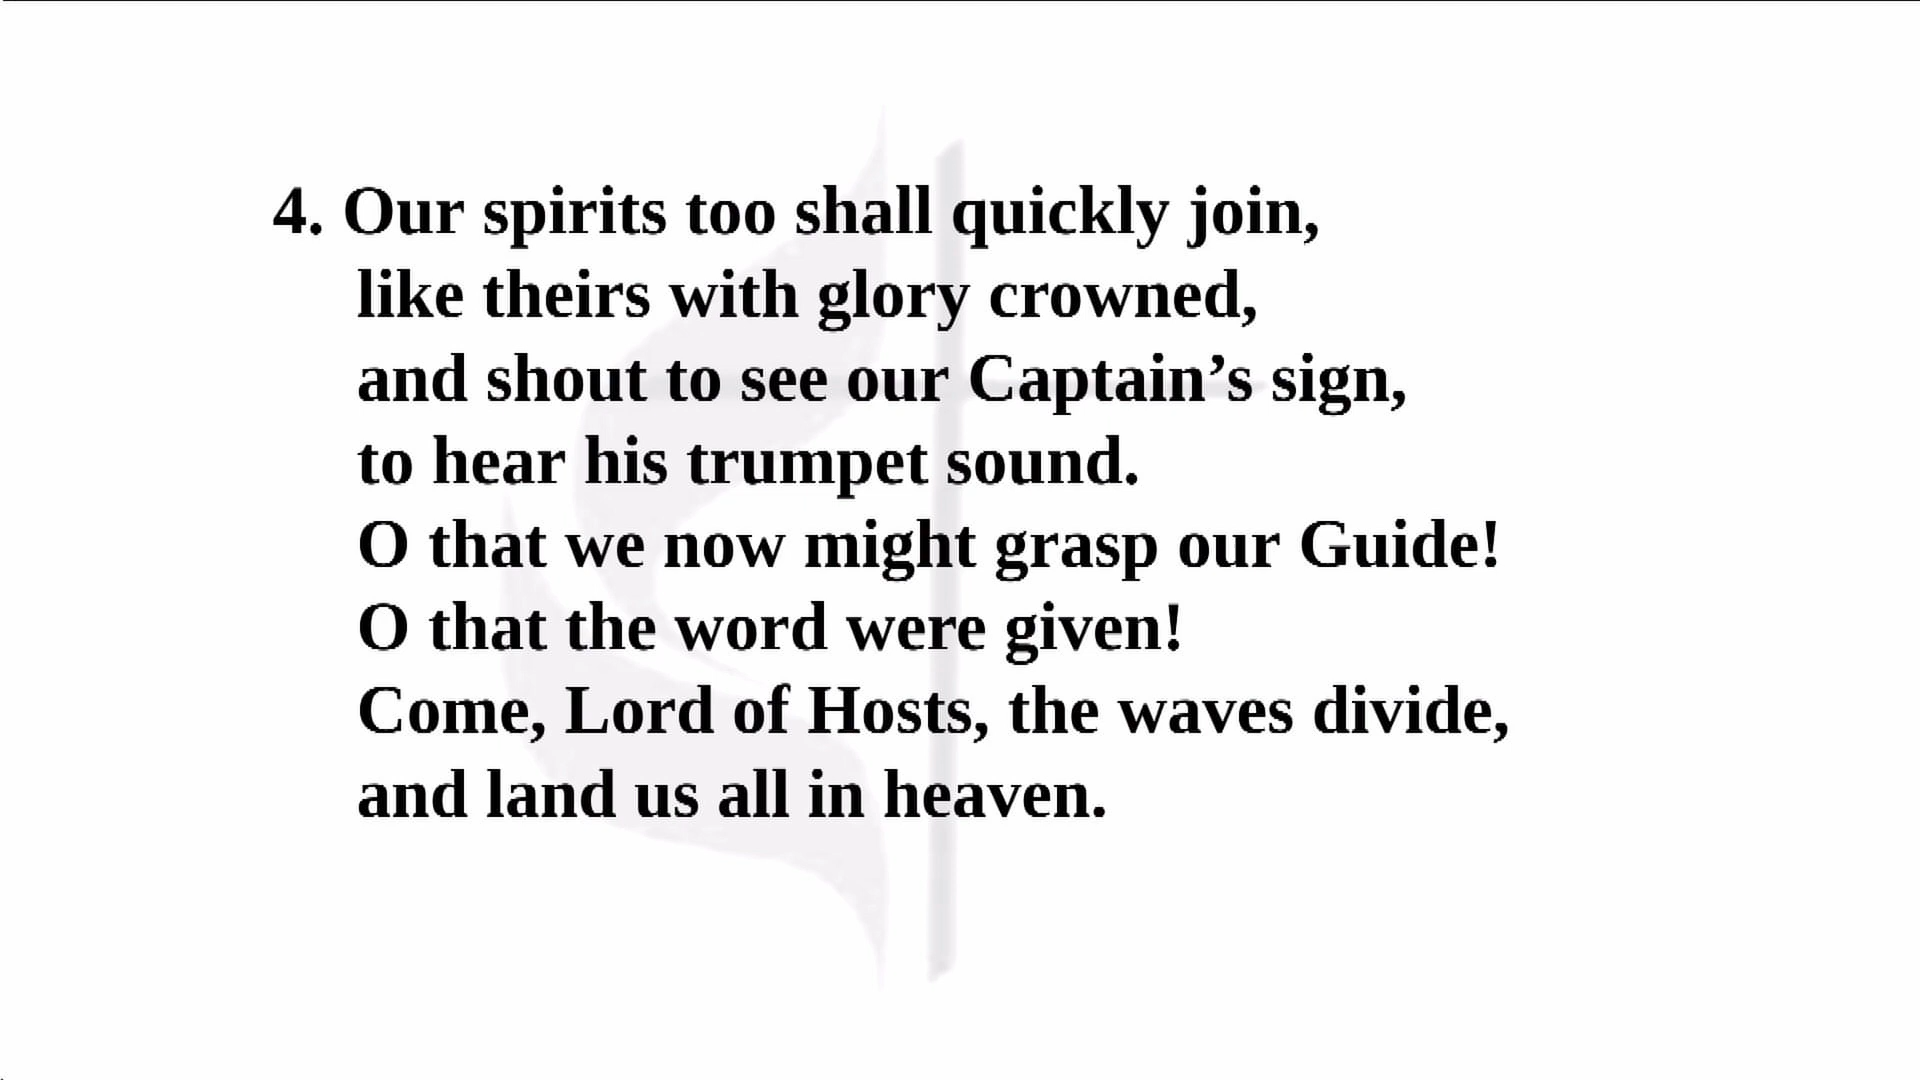 4. Our spirits too shall quickly join,
like theirs with glory crowned,
and shout to see our Captain’s sign,
to hear his trumpet sound.
O that we now might grasp our Guide!
O that the word were given!
Come, Lord of Hosts, the waves divide,
and land us all in heaven.